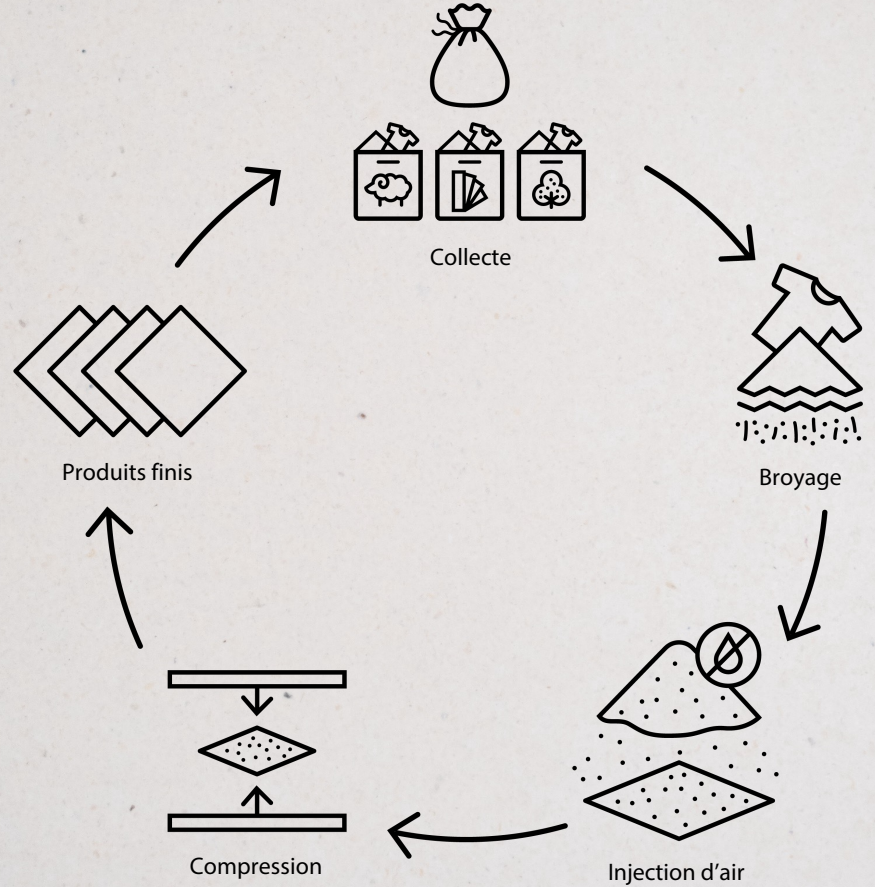 Collecte
Broyage
Injection d’air
Compression
Produits finis